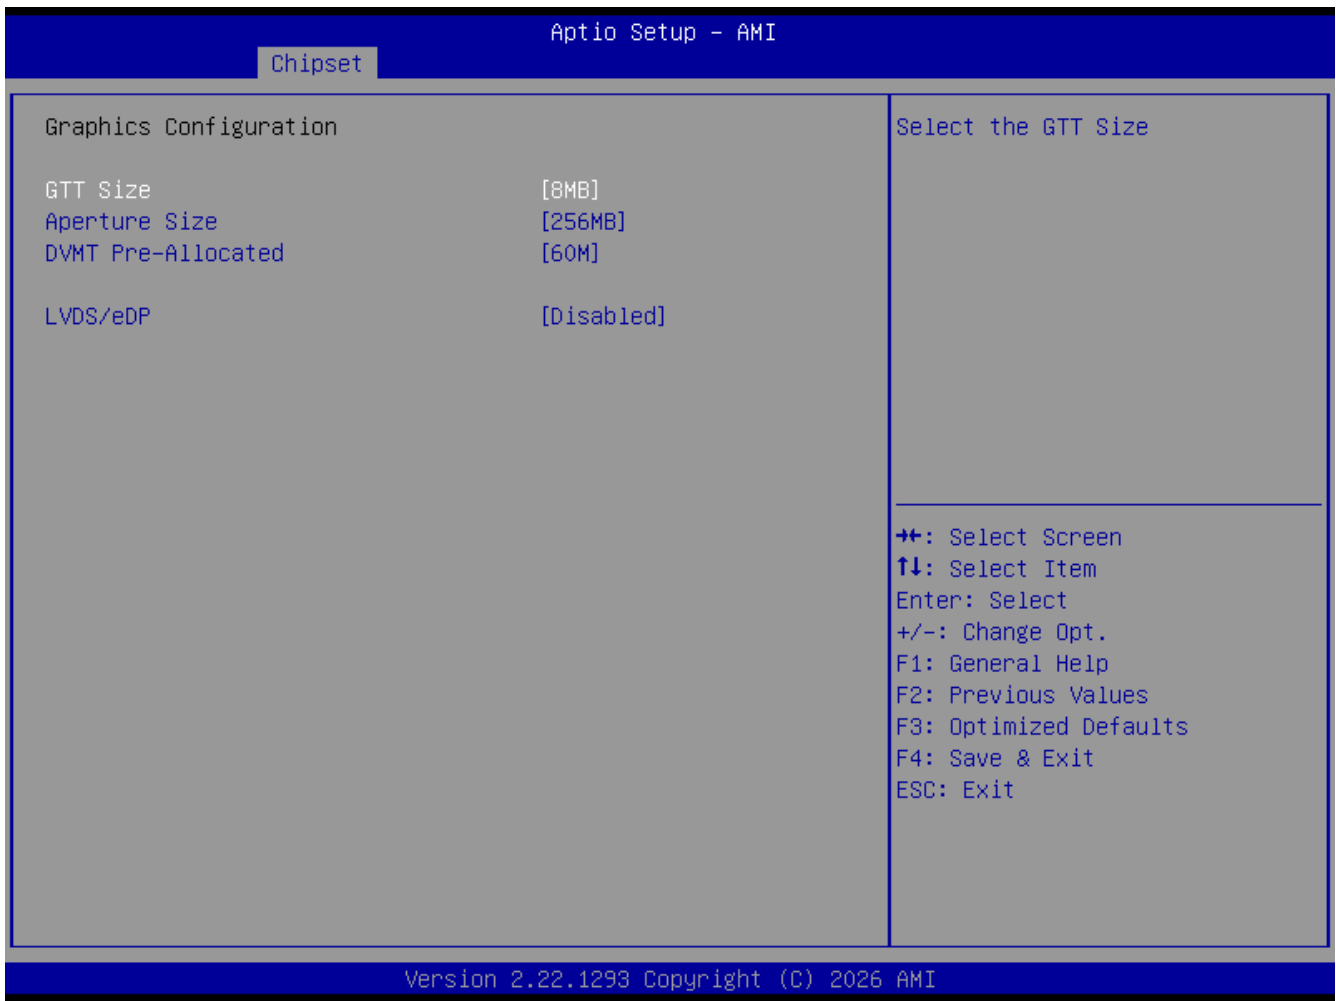 Aptio Setup – AMI
Chipset
Graphics Configuration
GTT Size [8MB]
Aperture Size [256MB]
DVMT Pre-Allocated [60M]
LVDS/eDP [Disabled]
Select the GTT Size
→←: Select Screen
↑↓: Select Item
Enter: Select
+/-: Change Opt.
F1: General Help
F2: Previous Values
F3: Optimized Defaults
F4: Save & Exit
ESC: Exit
Version 2.22.1293 Copyright (C) 2026 AMI